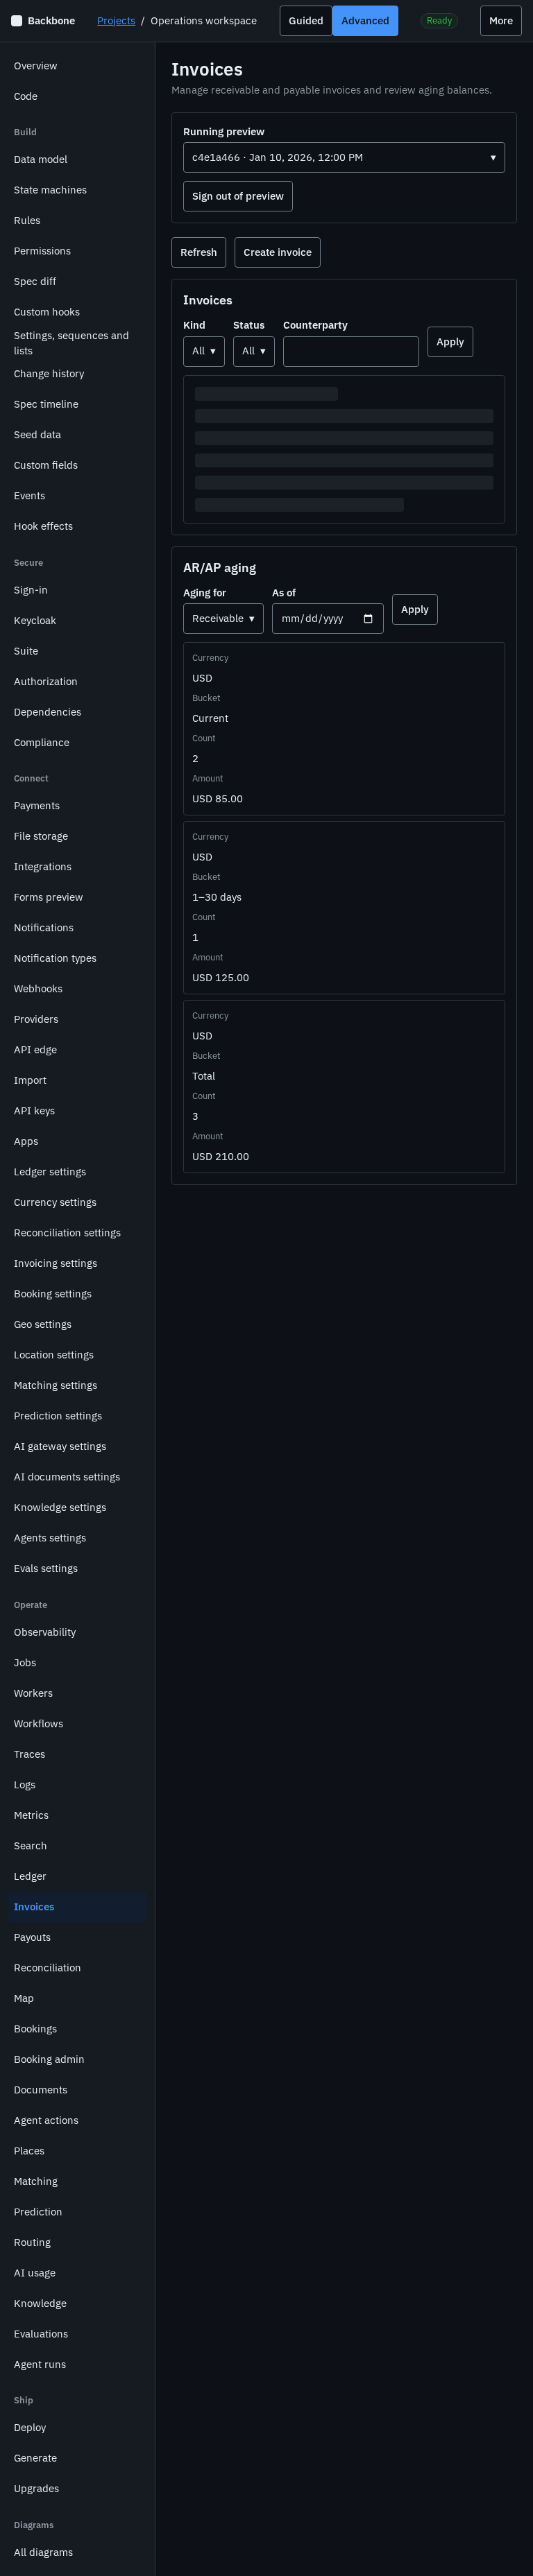 Backbone
Projects / Operations workspace
Guided
Advanced
Ready
More
Overview
Code
Build
Data model
State machines
Rules
Permissions
Spec diff
Custom hooks
Settings, sequences and
lists
Change history
Spec timeline
Seed data
Custom fields
Events
Hook effects
Secure
Sign-in
Keycloak
Suite
Authorization
Dependencies
Compliance
Connect
Payments
File storage
Integrations
Forms preview
Notifications
Notification types
Webhooks
Providers
API edge
Import
API keys
Apps
Ledger settings
Currency settings
Reconciliation settings
Invoicing settings
Booking settings
Geo settings
Location settings
Matching settings
Prediction settings
AI gateway settings
AI documents settings
Knowledge settings
Agents settings
Evals settings
Operate
Observability
Jobs
Workers
Workflows
Traces
Logs
Metrics
Search
Ledger
Invoices
Payouts
Reconciliation
Map
Bookings
Booking admin
Documents
Agent actions
Places
Matching
Prediction
Routing
AI usage
Knowledge
Evaluations
Agent runs
Ship
Deploy
Generate
Upgrades
Diagrams
All diagrams
Invoices
Manage receivable and payable invoices and review aging balances.
Running preview
c4e1a466 · Jan 10, 2026, 12:00 PM
Sign out of preview
Refresh
Create invoice
Invoices
Kind
Status
Counterparty
All
All
Apply
AR/AP aging
Aging for
As of
Receivable
mm/dd/yyyy
Apply
Currency
USD
Bucket
Current
Count
2
Amount
USD 85.00
Currency
USD
Bucket
1–30 days
Count
1
Amount
USD 125.00
Currency
USD
Bucket
Total
Count
3
Amount
USD 210.00